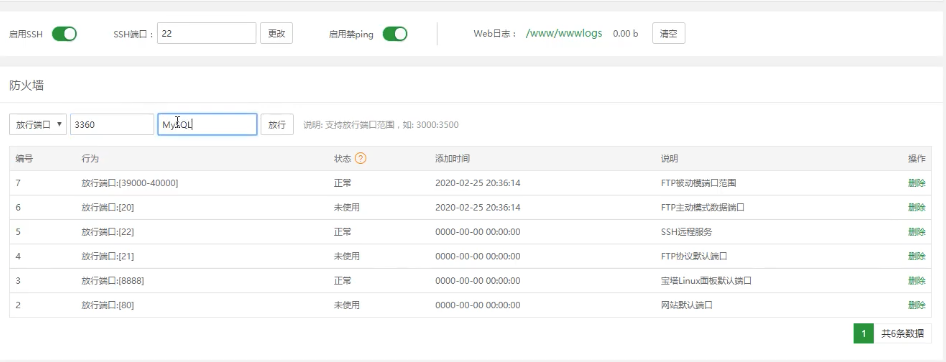 启用SSH SSH端口： 22 更改 启用禁ping Web日志： /www/wwwlogs 0.00 b 清空
防火墙
放行端口 3360 MySQL 放行 说明: 支持放行端口范围，如: 3000:3500
编号 行为 状态 ? 添加时间 说明 操作
7 放行端口:[39000-40000] 正常 2020-02-25 20:36:14 FTP被动模端口范围 删除
6 放行端口:[20] 未使用 2020-02-25 20:36:14 FTP主动模式数据端口 删除
5 放行端口:[22] 正常 0000-00-00 00:00:00 SSH远程服务 删除
4 放行端口:[21] 未使用 0000-00-00 00:00:00 FTP协议默认端口 删除
3 放行端口:[8888] 正常 0000-00-00 00:00:00 宝塔Linux面板默认端口 删除
2 放行端口:[80] 未使用 0000-00-00 00:00:00 网站默认端口 删除
1 共6条数据